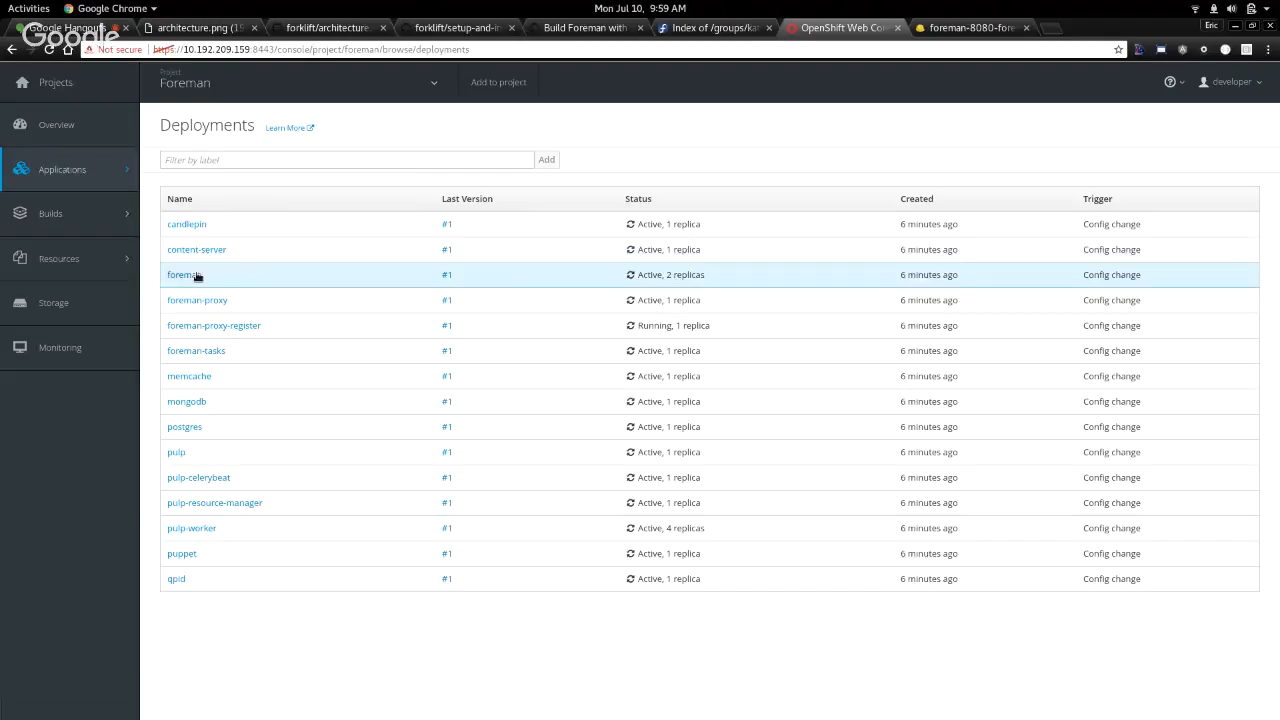 Activities Google Chrome Mon Jul 10, 9:59 AM
Google Hangouts architecture.png (19 forklift/architecture. forklift/setup-and-in Build Foreman with Index of /groups/kat OpenShift Web Con foreman-8080-fore Eric
Google
Not secure https://10.192.209.159:8443/console/project/foreman/browse/deployments
Projects
Project
Foreman
Add to project
developer
Overview
Applications
Builds
Resources
Storage
Monitoring
Deployments Learn More
Filter by label Add
Name Last Version Status Created Trigger
candlepin #1 Active, 1 replica 6 minutes ago Config change
content-server #1 Active, 1 replica 6 minutes ago Config change
foreman #1 Active, 2 replicas 6 minutes ago Config change
foreman-proxy #1 Active, 1 replica 6 minutes ago Config change
foreman-proxy-register #1 Running, 1 replica 6 minutes ago Config change
foreman-tasks #1 Active, 1 replica 6 minutes ago Config change
memcache #1 Active, 1 replica 6 minutes ago Config change
mongodb #1 Active, 1 replica 6 minutes ago Config change
postgres #1 Active, 1 replica 6 minutes ago Config change
pulp #1 Active, 1 replica 6 minutes ago Config change
pulp-celerybeat #1 Active, 1 replica 6 minutes ago Config change
pulp-resource-manager #1 Active, 1 replica 6 minutes ago Config change
pulp-worker #1 Active, 4 replicas 6 minutes ago Config change
puppet #1 Active, 1 replica 6 minutes ago Config change
qpid #1 Active, 1 replica 6 minutes ago Config change